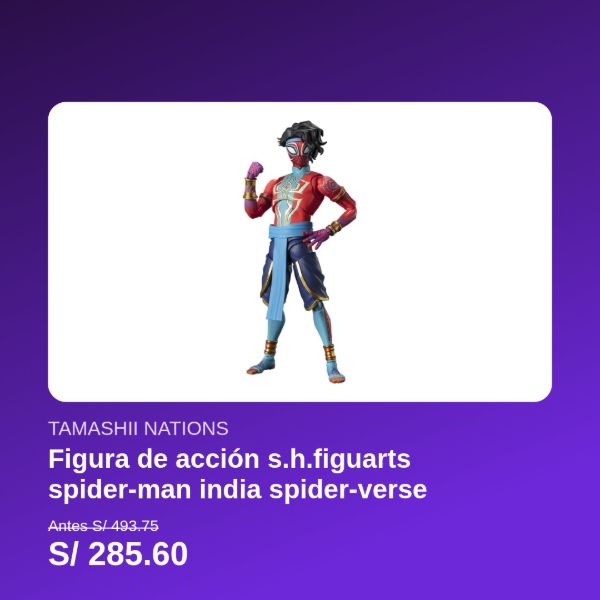 TAMASHII NATIONS
Figura de acción s.h.figuarts
spider-man india spider-verse
Antes S/ 493.75
S/ 285.60